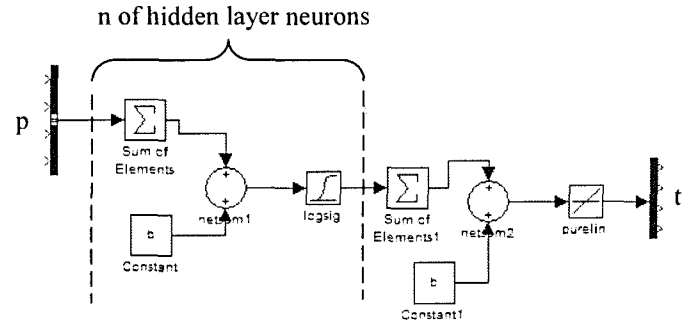 n of hidden layer neurons
p
Sum of
Elements
netsum1
logsig
b
Constant
Sum of
Elements1
netsum2
purelin
t
b
Constant1